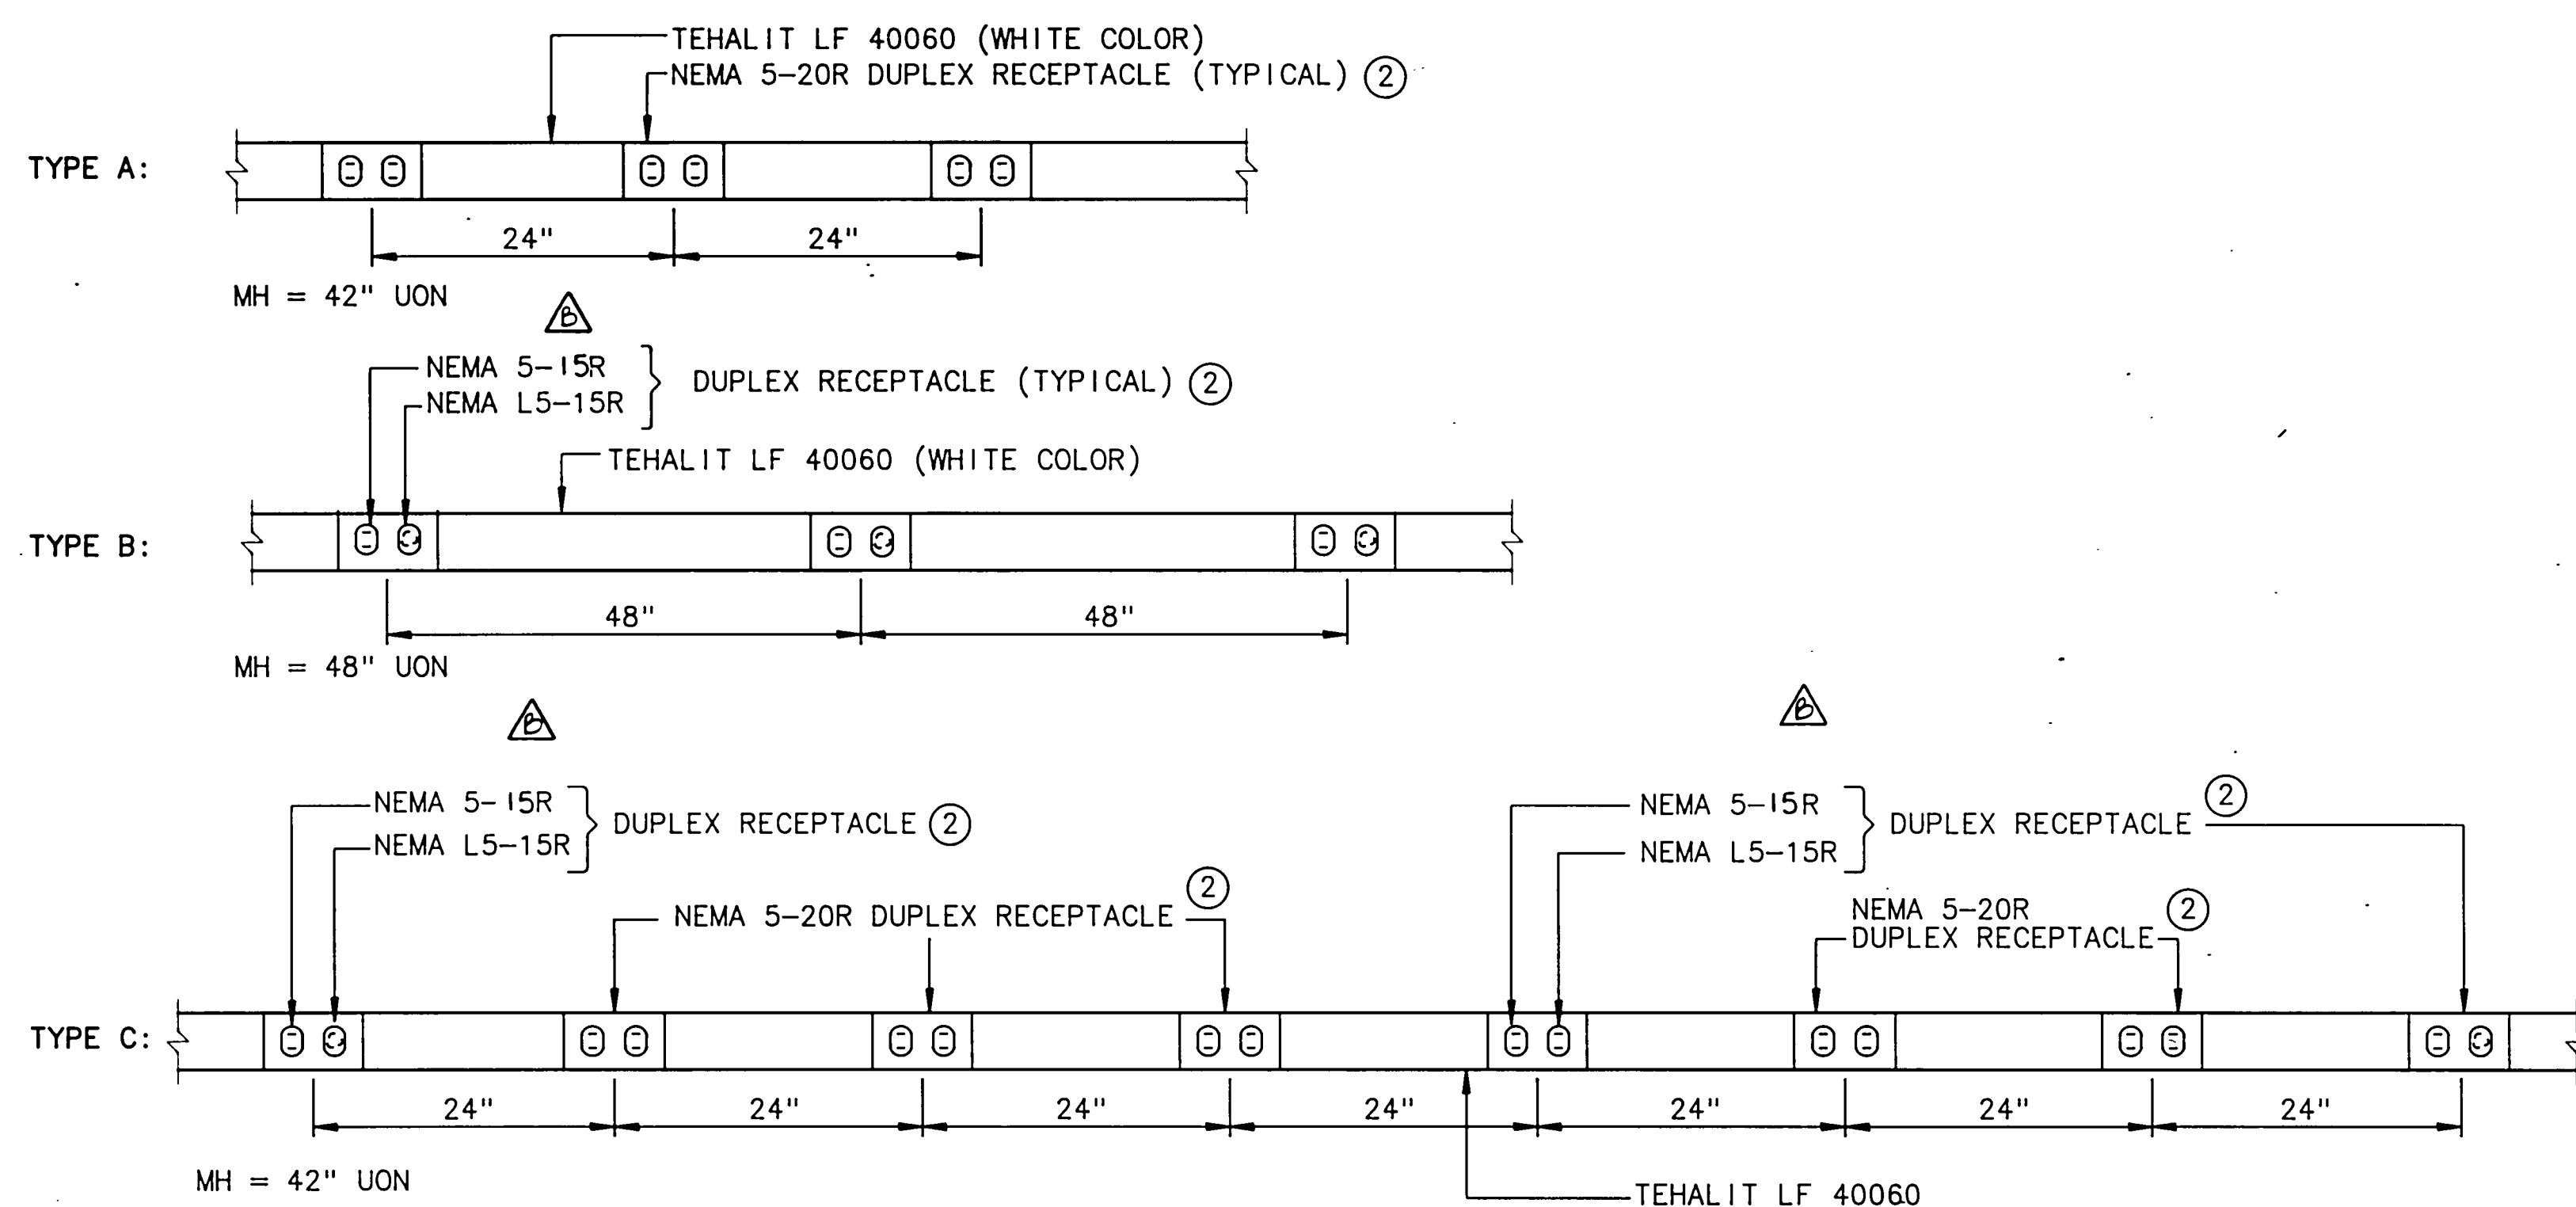 TEHALIT LF 40060 (WHITE COLOR)
NEMA 5-20R DUPLEX RECEPTACLE (TYPICAL) 2
TYPE A:
24" 24"
MH = 42" UON
B
NEMA 5-15R
NEMA L5-15R
DUPLEX RECEPTACLE (TYPICAL) 2
TEHALIT LF 40060 (WHITE COLOR)
TYPE B:
48" 48"
MH = 48" UON
B
B
NEMA 5-15R
NEMA L5-15R
DUPLEX RECEPTACLE 2
NEMA 5-20R DUPLEX RECEPTACLE 2
NEMA 5-15R
NEMA L5-15R
DUPLEX RECEPTACLE 2
NEMA 5-20R
DUPLEX RECEPTACLE 2
TYPE C:
24" 24" 24" 24" 24" 24" 24"
MH = 42" UON
TEHALIT LF 40060